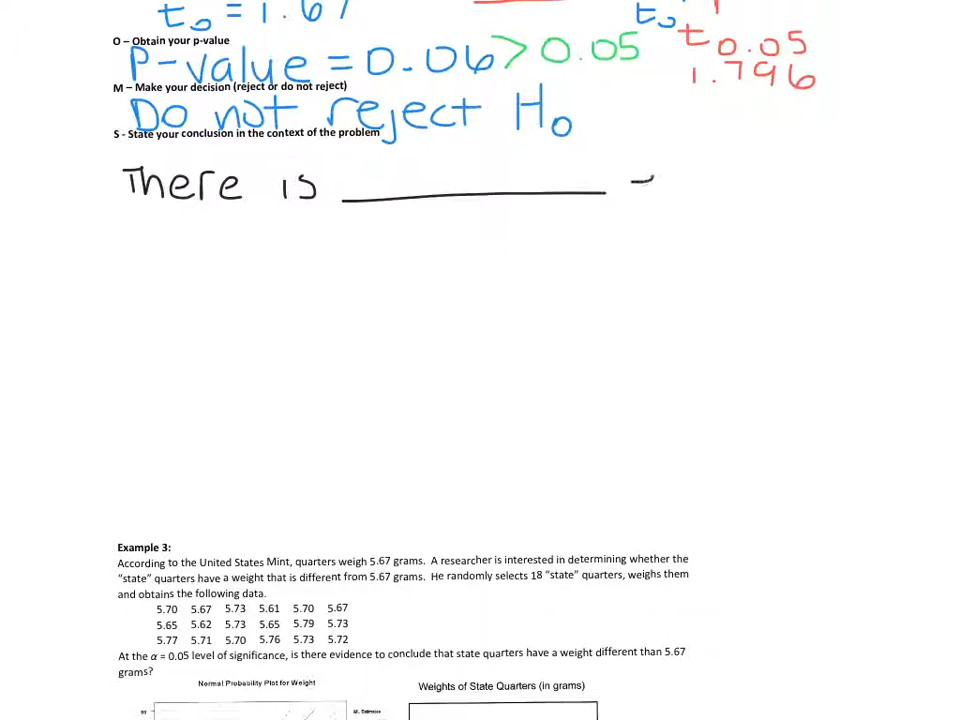 t₀ = 1.67
t₀
O – Obtain your p-value
t 0.05
P-value = 0.06 > 0.05
1.796
M – Make your decision (reject or do not reject)
Do not reject H₀
S - State your conclusion in the context of the problem
There is ____________
Example 3:
According to the United States Mint, quarters weigh 5.67 grams. A researcher is interested in determining whether the
"state" quarters have a weight that is different from 5.67 grams. He randomly selects 18 "state" quarters, weighs them
and obtains the following data.
5.70 5.67 5.73 5.61 5.70 5.67
5.65 5.62 5.73 5.65 5.79 5.73
5.77 5.71 5.70 5.76 5.73 5.72
At the α = 0.05 level of significance, is there evidence to conclude that state quarters have a weight different than 5.67
grams?
Normal Probability Plot for Weight
Weights of State Quarters (in grams)